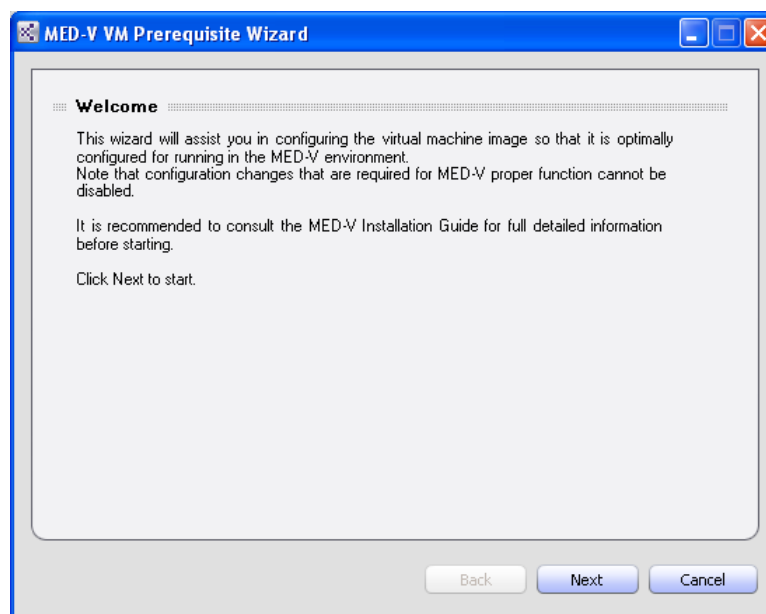 MED-V VM Prerequisite Wizard
Welcome
This wizard will assist you in configuring the virtual machine image so that it is optimally
configured for running in the MED-V environment.
Note that configuration changes that are required for MED-V proper function cannot be
disabled.
It is recommended to consult the MED-V Installation Guide for full detailed information
before starting.
Click Next to start.
Back Next Cancel